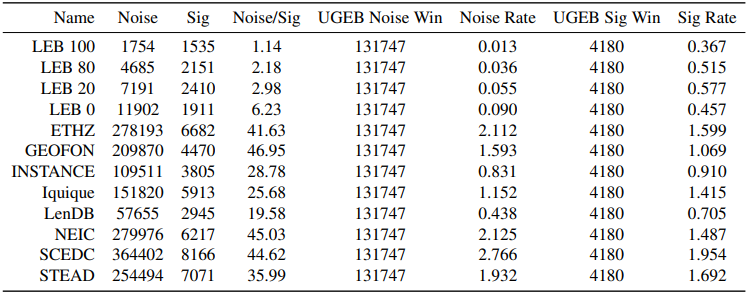 Name Noise Sig Noise/Sig UGEB Noise Win Noise Rate UGEB Sig Win Sig Rate
LEB 100 1754 1535 1.14 131747 0.013 4180 0.367
LEB 80 4685 2151 2.18 131747 0.036 4180 0.515
LEB 20 7191 2410 2.98 131747 0.055 4180 0.577
LEB 0 11902 1911 6.23 131747 0.090 4180 0.457
ETHZ 278193 6682 41.63 131747 2.112 4180 1.599
GEOFON 209870 4470 46.95 131747 1.593 4180 1.069
INSTANCE 109511 3805 28.78 131747 0.831 4180 0.910
Iquique 151820 5913 25.68 131747 1.152 4180 1.415
LenDB 57655 2945 19.58 131747 0.438 4180 0.705
NEIC 279976 6217 45.03 131747 2.125 4180 1.487
SCEDC 364402 8166 44.62 131747 2.766 4180 1.954
STEAD 254494 7071 35.99 131747 1.932 4180 1.692